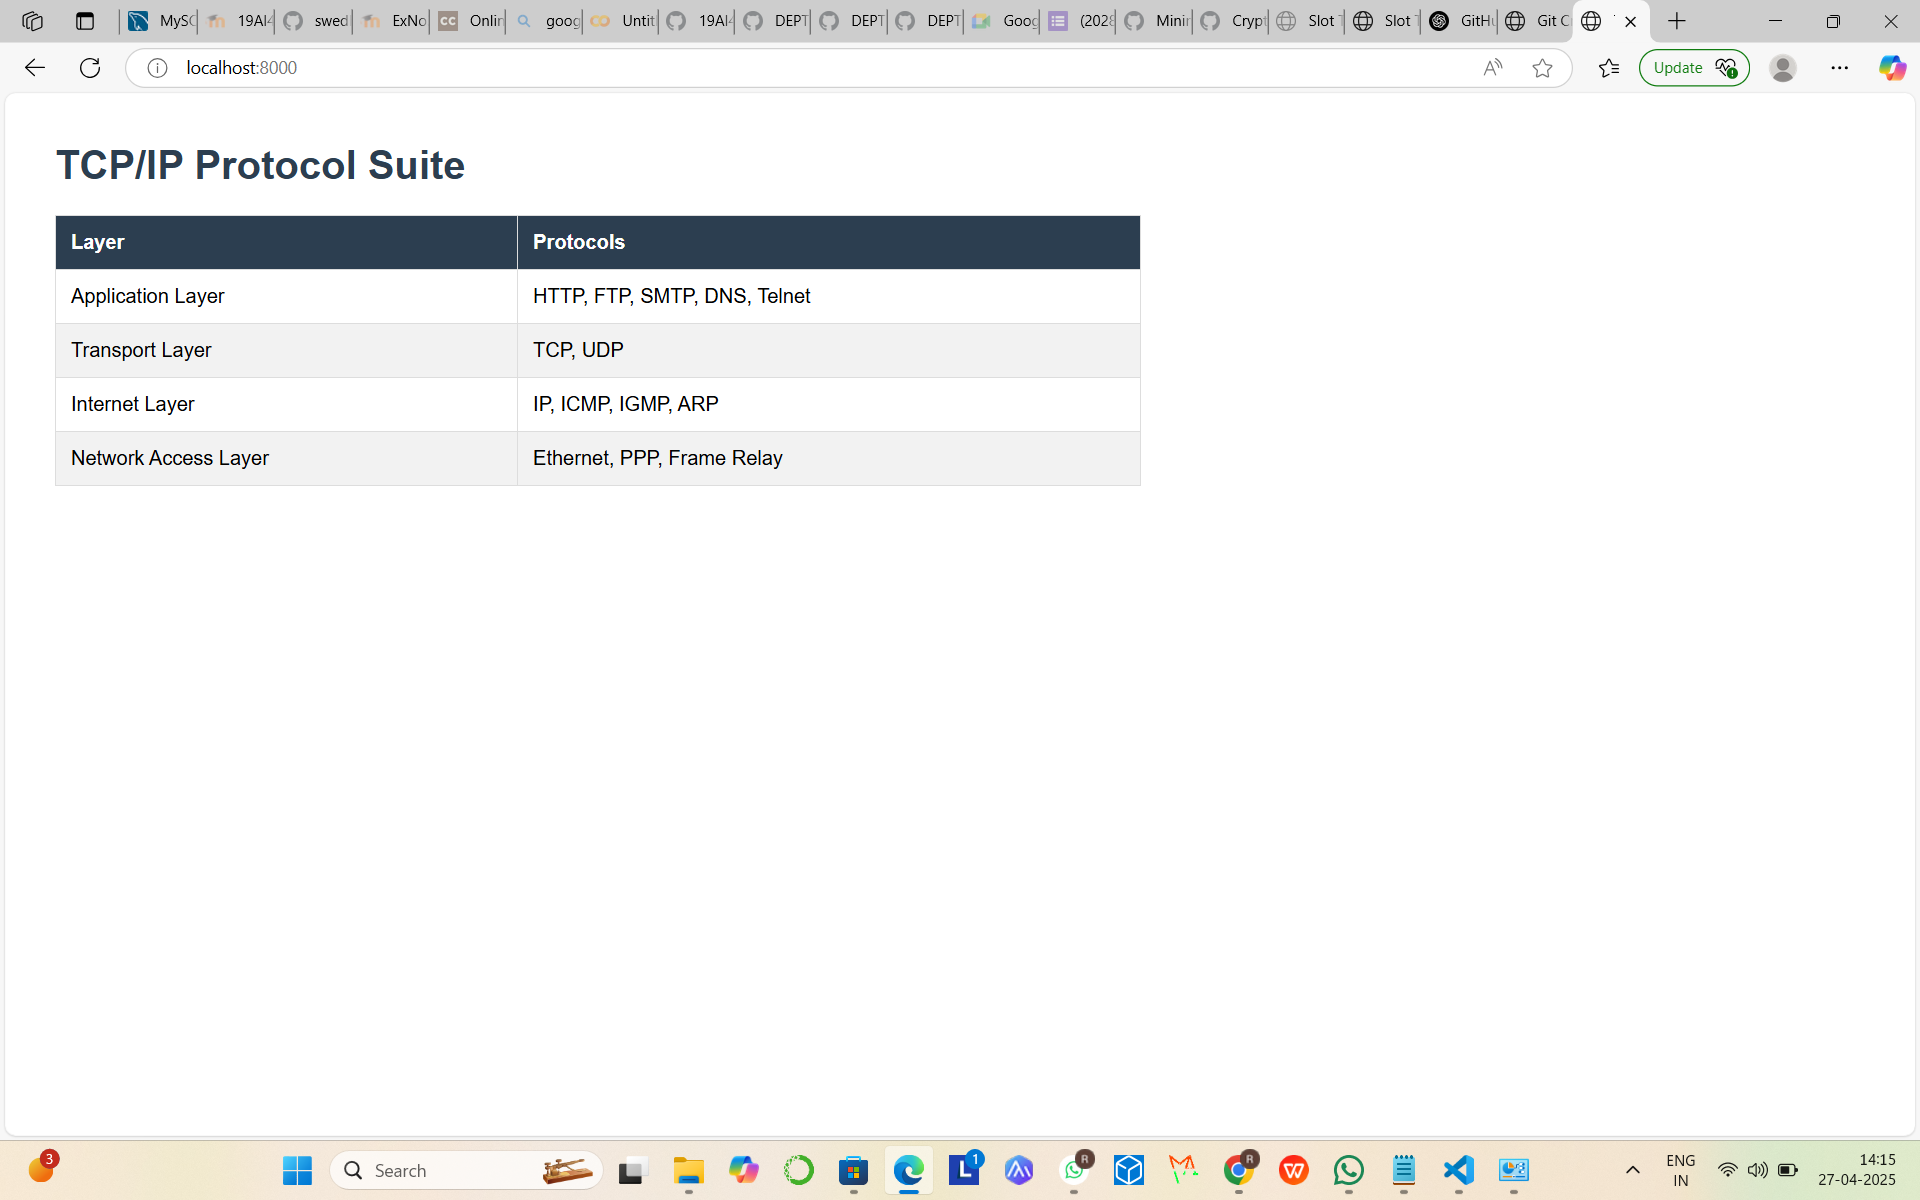 MySC 19AI4 swed ExNo Onlin goog Untit 19AI4 DEPT DEPT DEPT Goog (2028 Minir Crypt Slot T Slot T GitHu Git C
localhost:8000
Update
TCP/IP Protocol Suite
Layer Protocols
Application Layer HTTP, FTP, SMTP, DNS, Telnet
Transport Layer TCP, UDP
Internet Layer IP, ICMP, IGMP, ARP
Network Access Layer Ethernet, PPP, Frame Relay
3 Search 1 R R ENG 14:15
IN 27-04-2025